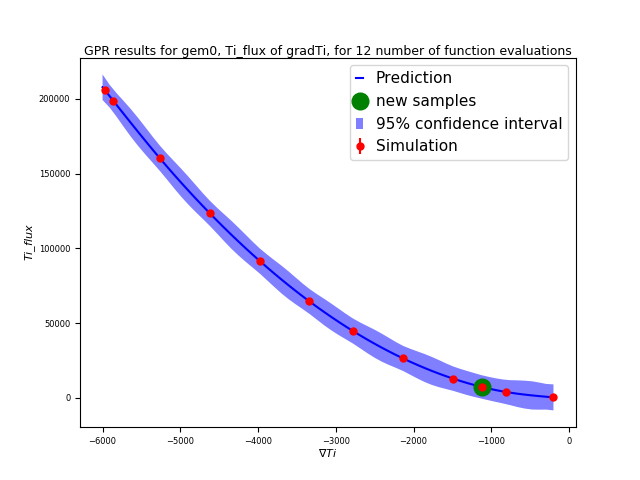 GPR results for gem0, Ti_flux of gradTi, for 12 number of function evaluations
Prediction
new samples
95% confidence interval
Simulation
200000
150000
100000
50000
0
Ti_flux
−6000 −5000 −4000 −3000 −2000 −1000 0
∇Ti